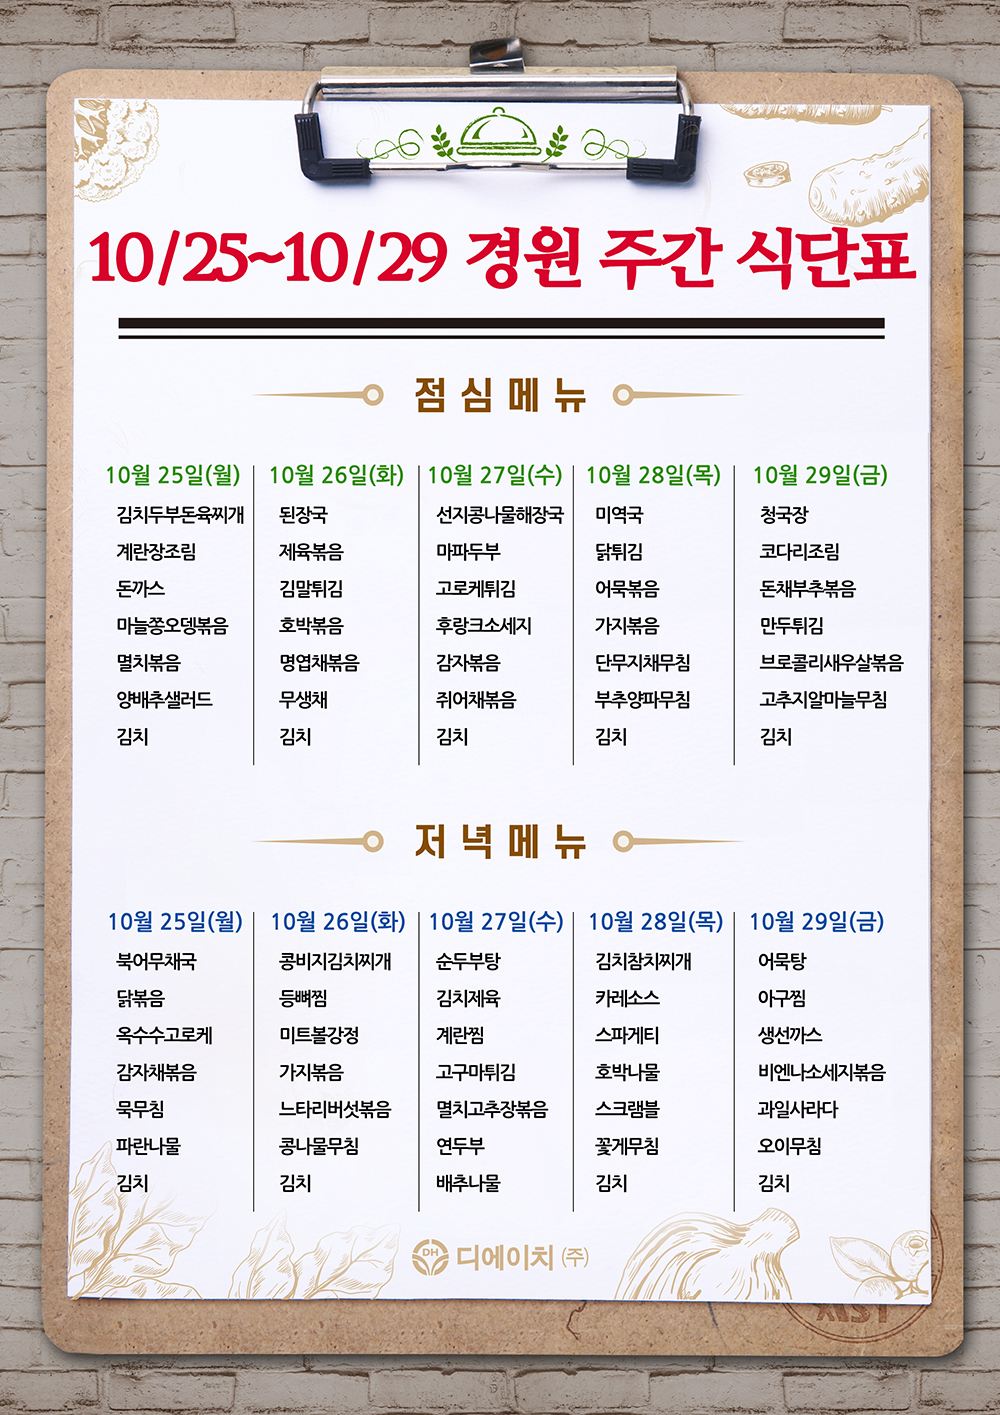 10/25~10/29 경원 주간 식단표
점심메뉴
10월 25일(월)
김치두부돈육찌개
계란장조림
돈까스
마늘쫑오뎅볶음
멸치볶음
양배추샐러드
김치
10월 26일(화)
된장국
제육볶음
김말튀김
호박볶음
명엽채볶음
무생채
김치
10월 27일(수)
선지콩나물해장국
마파두부
고로케튀김
후랑크소세지
감자볶음
쥐어채볶음
김치
10월 28일(목)
미역국
닭튀김
어묵볶음
가지볶음
단무지채무침
부추양파무침
김치
10월 29일(금)
청국장
코다리조림
돈채부추볶음
만두튀김
브로콜리새우살볶음
고추지알마늘무침
김치
저녁메뉴
10월 25일(월)
북어무채국
닭볶음
옥수수고로케
감자채볶음
묵무침
파란나물
김치
10월 26일(화)
콩비지김치찌개
등뼈찜
미트볼강정
가지볶음
느타리버섯볶음
콩나물무침
김치
10월 27일(수)
순두부탕
김치제육
계란찜
고구마튀김
멸치고추장볶음
연두부
배추나물
10월 28일(목)
김치참치찌개
카레소스
스파게티
호박나물
스크램블
꽃게무침
김치
10월 29일(금)
어묵탕
아구찜
생선까스
비엔나소세지볶음
과일사라다
오이무침
김치
DH 디에이치(주)